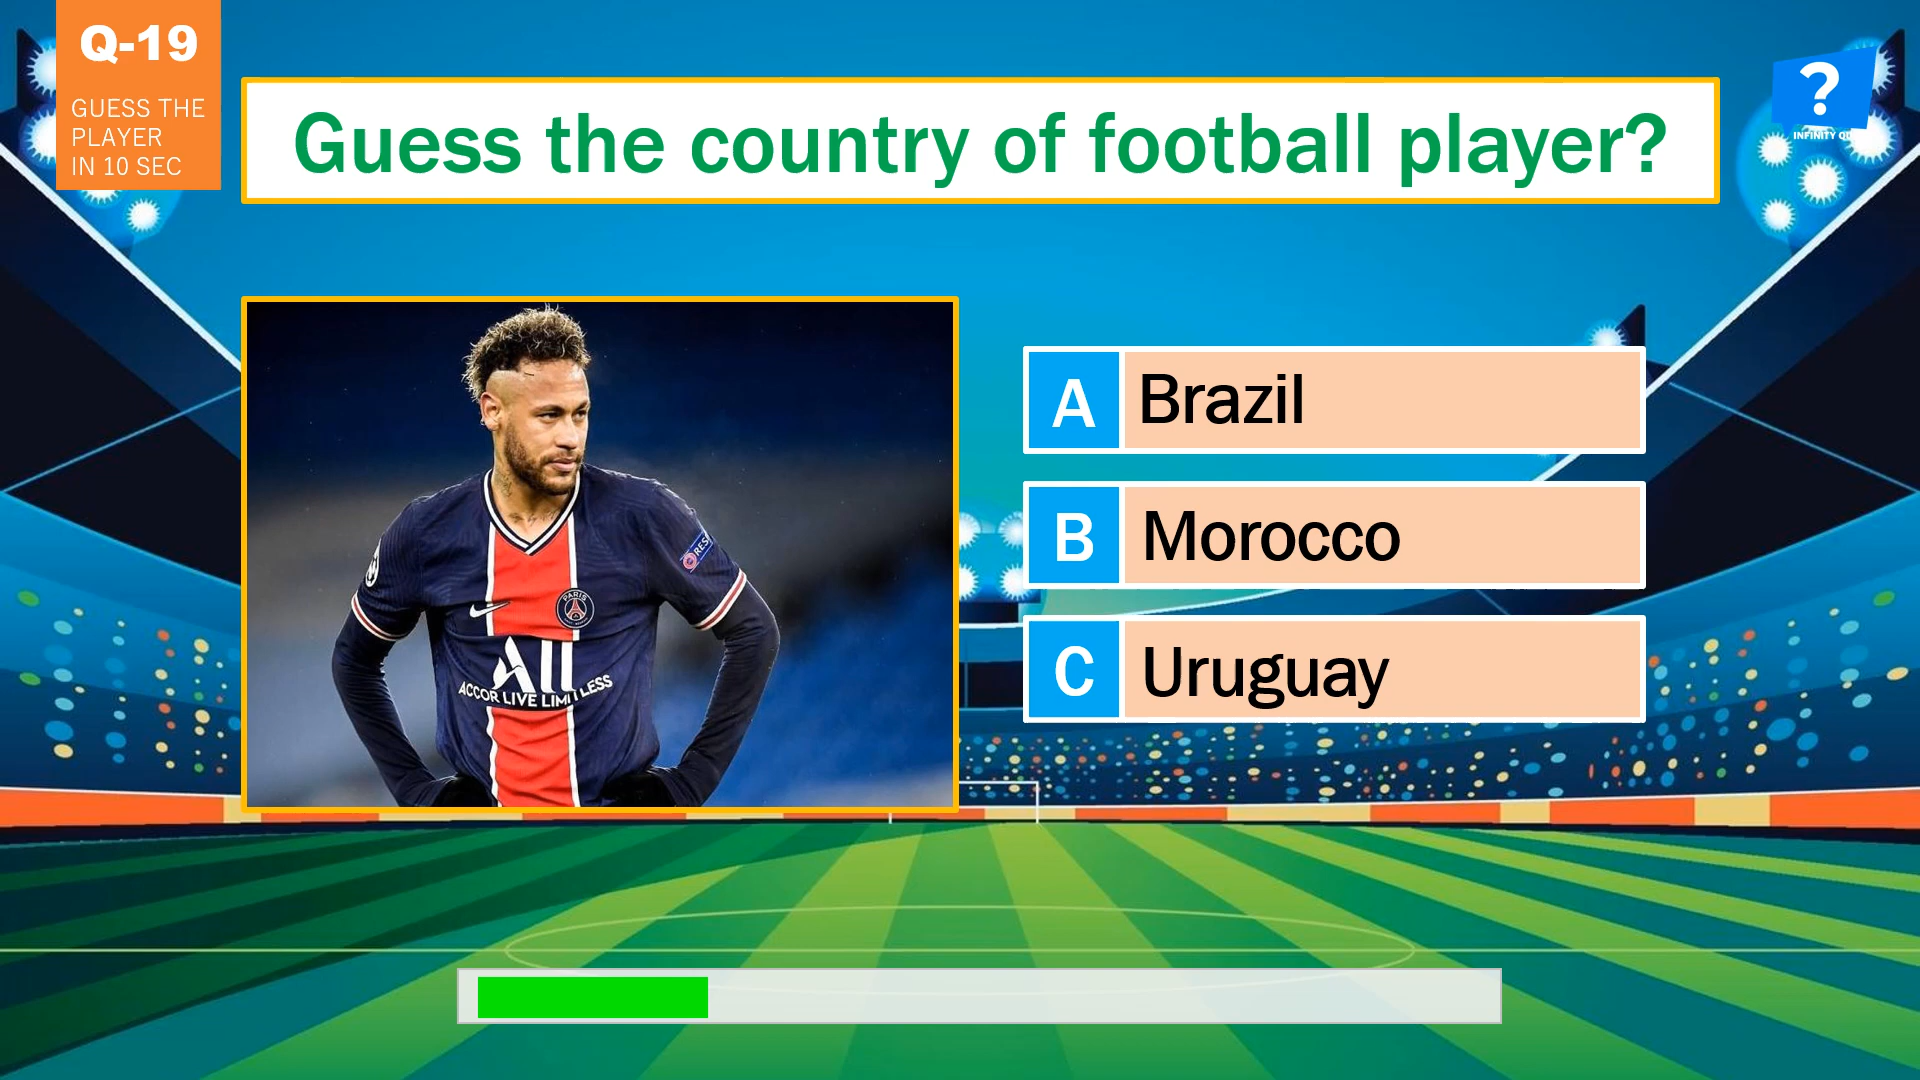 Q-19
GUESS THE
PLAYER
IN 10 SEC
Guess the country of football player?
?
INFINITY
A Brazil
B Morocco
C Uruguay
PARIS
ALL
ACCOR LIVE LIMITLESS